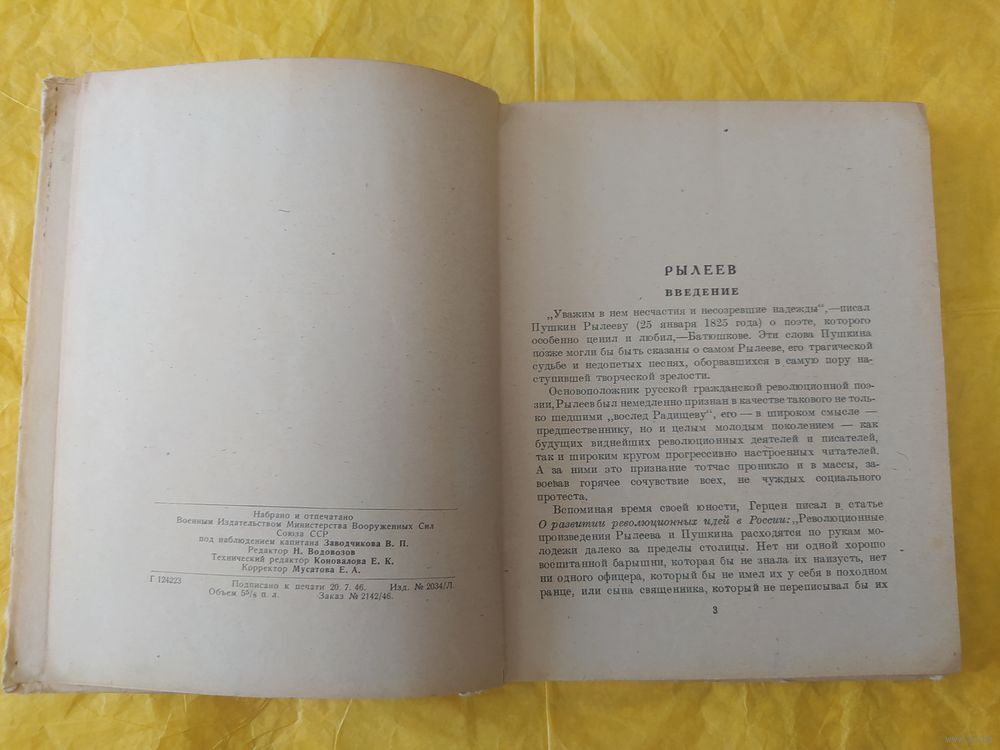 Набрано и отпечатано
Военным Издательством Министерства Вооруженных Сил
Союза ССР
под наблюдением капитана Заводчикова В. П.
Редактор Н. Водовозов
Технический редактор Коновалова Е. К.
Корректор Мусатова Е. А.
Г 124223 Подписано к печати 20. 7. 46. Изд. № 2034/Л.
Объем 5⁵/₈ п. л. Заказ № 2142/46.
РЫЛЕЕВ
ВВЕДЕНИЕ
„Уважим в нем несчастия и несозревшие надежды“,—писал
Пушкин Рылееву (25 января 1825 года) о поэте, которого
особенно ценил и любил,—Батюшкове. Эти слова Пушкина
позже могли бы быть сказаны о самом Рылееве, его трагической
судьбе и недопетых песнях, оборвавшихся в самую пору на-
ступившей творческой зрелости.
Основоположник русской гражданской революционной поэ-
зии, Рылеев был немедленно признан в качестве такового не толь-
ко шедшими „вослед Радищеву“, его — в широком смысле —
предшественнику, но и целым молодым поколением — как
будущих виднейших революционных деятелей и писателей,
так и широким кругом прогрессивно настроенных читателей.
А за ними это признание тотчас проникло и в массы, за-
воевав горячее сочувствие всех, не чуждых социального
протеста.
Вспоминая время своей юности, Герцен писал в статье
О развитии революционных идей в России: „Революционные
произведения Рылеева и Пушкина расходятся по рукам мо-
лодежи далеко за пределы столицы. Нет ни одной хорошо
воспитанной барышни, которая бы не знала их наизусть, нет
ни одного офицера, который бы не имел их у себя в походном
ранце, или сына священника, который не переписывал бы их
3